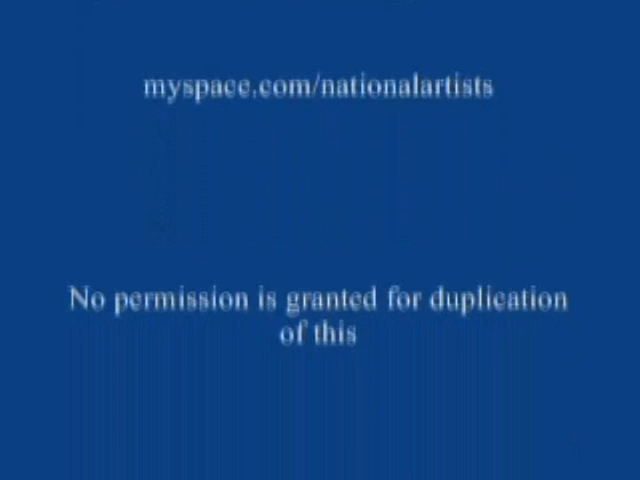 myspace.com/nationalartists
No permission is granted for duplication
of this